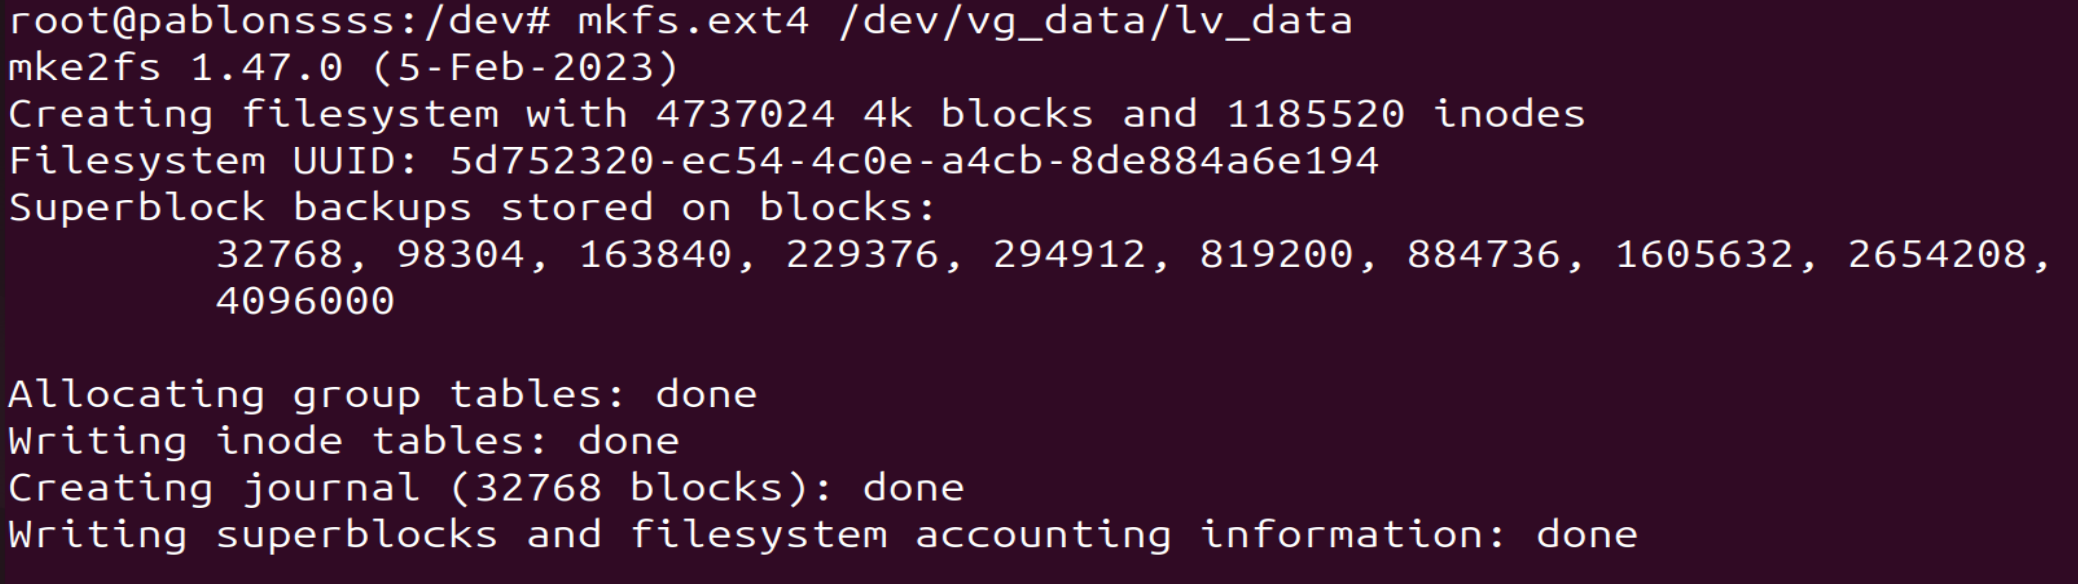 root@pablonssss:/dev# mkfs.ext4 /dev/vg_data/lv_data
mke2fs 1.47.0 (5-Feb-2023)
Creating filesystem with 4737024 4k blocks and 1185520 inodes
Filesystem UUID: 5d752320-ec54-4c0e-a4cb-8de884a6e194
Superblock backups stored on blocks:
        32768, 98304, 163840, 229376, 294912, 819200, 884736, 1605632, 2654208,
        4096000

Allocating group tables: done
Writing inode tables: done
Creating journal (32768 blocks): done
Writing superblocks and filesystem accounting information: done